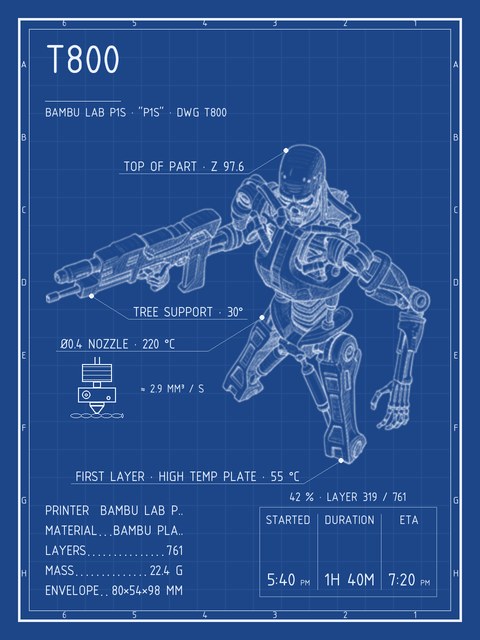 6 5 4 3 2 1
T800
A A
BAMBU LAB P1S · "P1S" · DWG T800
B B
TOP OF PART · Z 97.6
C C
D D
TREE SUPPORT · 30°
Ø0.4 NOZZLE · 220 °C
E E
≈ 2.9 MM³ / S
F F
FIRST LAYER · HIGH TEMP PLATE · 55 °C
42 % · LAYER 319 / 761
G G
PRINTER BAMBU LAB P..
MATERIAL...BAMBU PLA..
LAYERS..............761
MASS.............22.4 G
ENVELOPE..80×54×98 MM
STARTED DURATION ETA
5:40 PM 1H 40M 7:20 PM
H H
6 5 4 3 2 1